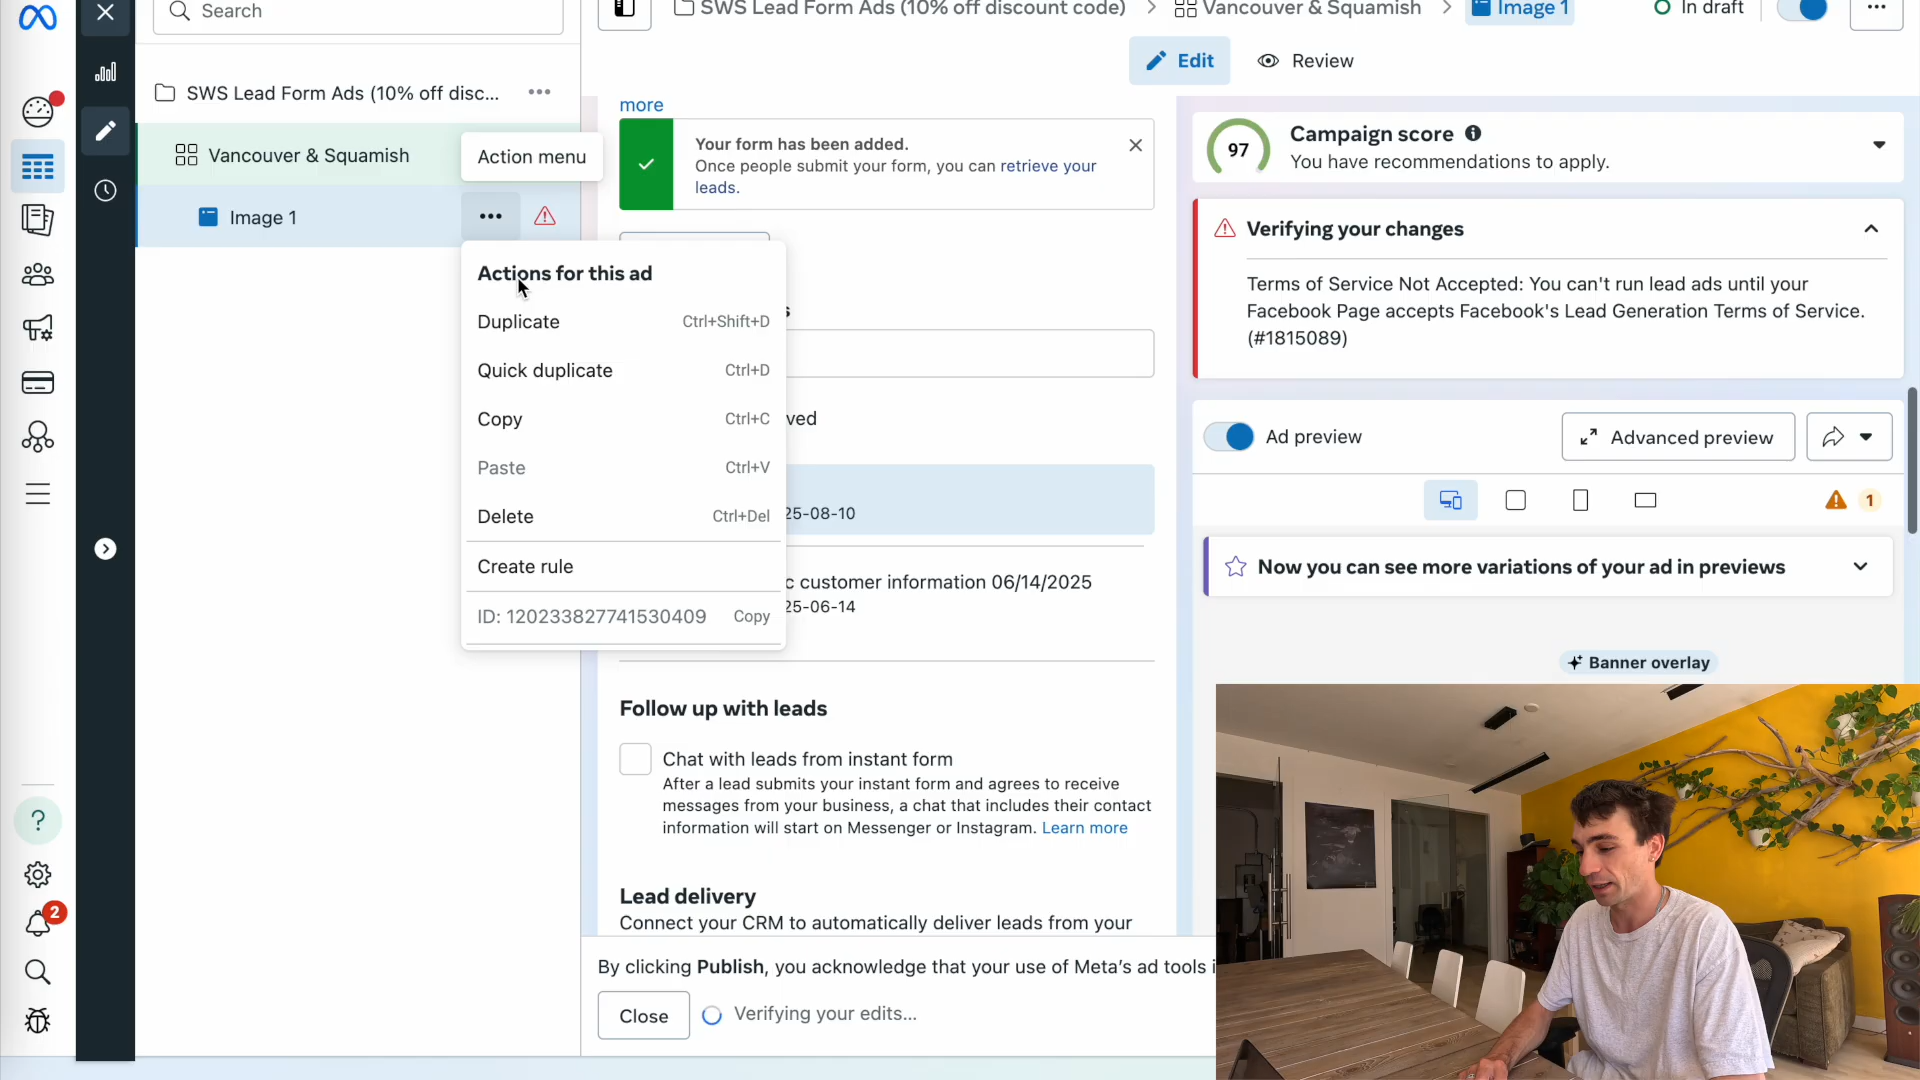 Search
SWS Lead Form Ads (10% off discount code)
Vancouver & Squamish
Image 1
In draft
Edit
Review
SWS Lead Form Ads (10% off disc...
Vancouver & Squamish
Action menu
Image 1
Actions for this ad
Duplicate Ctrl+Shift+D
Quick duplicate Ctrl+D
Copy Ctrl+C
Paste Ctrl+V
Delete Ctrl+Del
Create rule
ID: 120233827741530409 Copy
more
Your form has been added.
Once people submit your form, you can retrieve your
leads.
s
ved
25-08-10
c customer information 06/14/2025
25-06-14
Follow up with leads
Chat with leads from instant form
After a lead submits your instant form and agrees to receive
messages from your business, a chat that includes their contact
information will start on Messenger or Instagram. Learn more
Lead delivery
Connect your CRM to automatically deliver leads from your
By clicking Publish, you acknowledge that your use of Meta's ad tools i
Close
Verifying your edits...
97
Campaign score
You have recommendations to apply.
Verifying your changes
Terms of Service Not Accepted: You can't run lead ads until your
Facebook Page accepts Facebook's Lead Generation Terms of Service.
(#1815089)
Ad preview
Advanced preview
1
Now you can see more variations of your ad in previews
Banner overlay
?
2